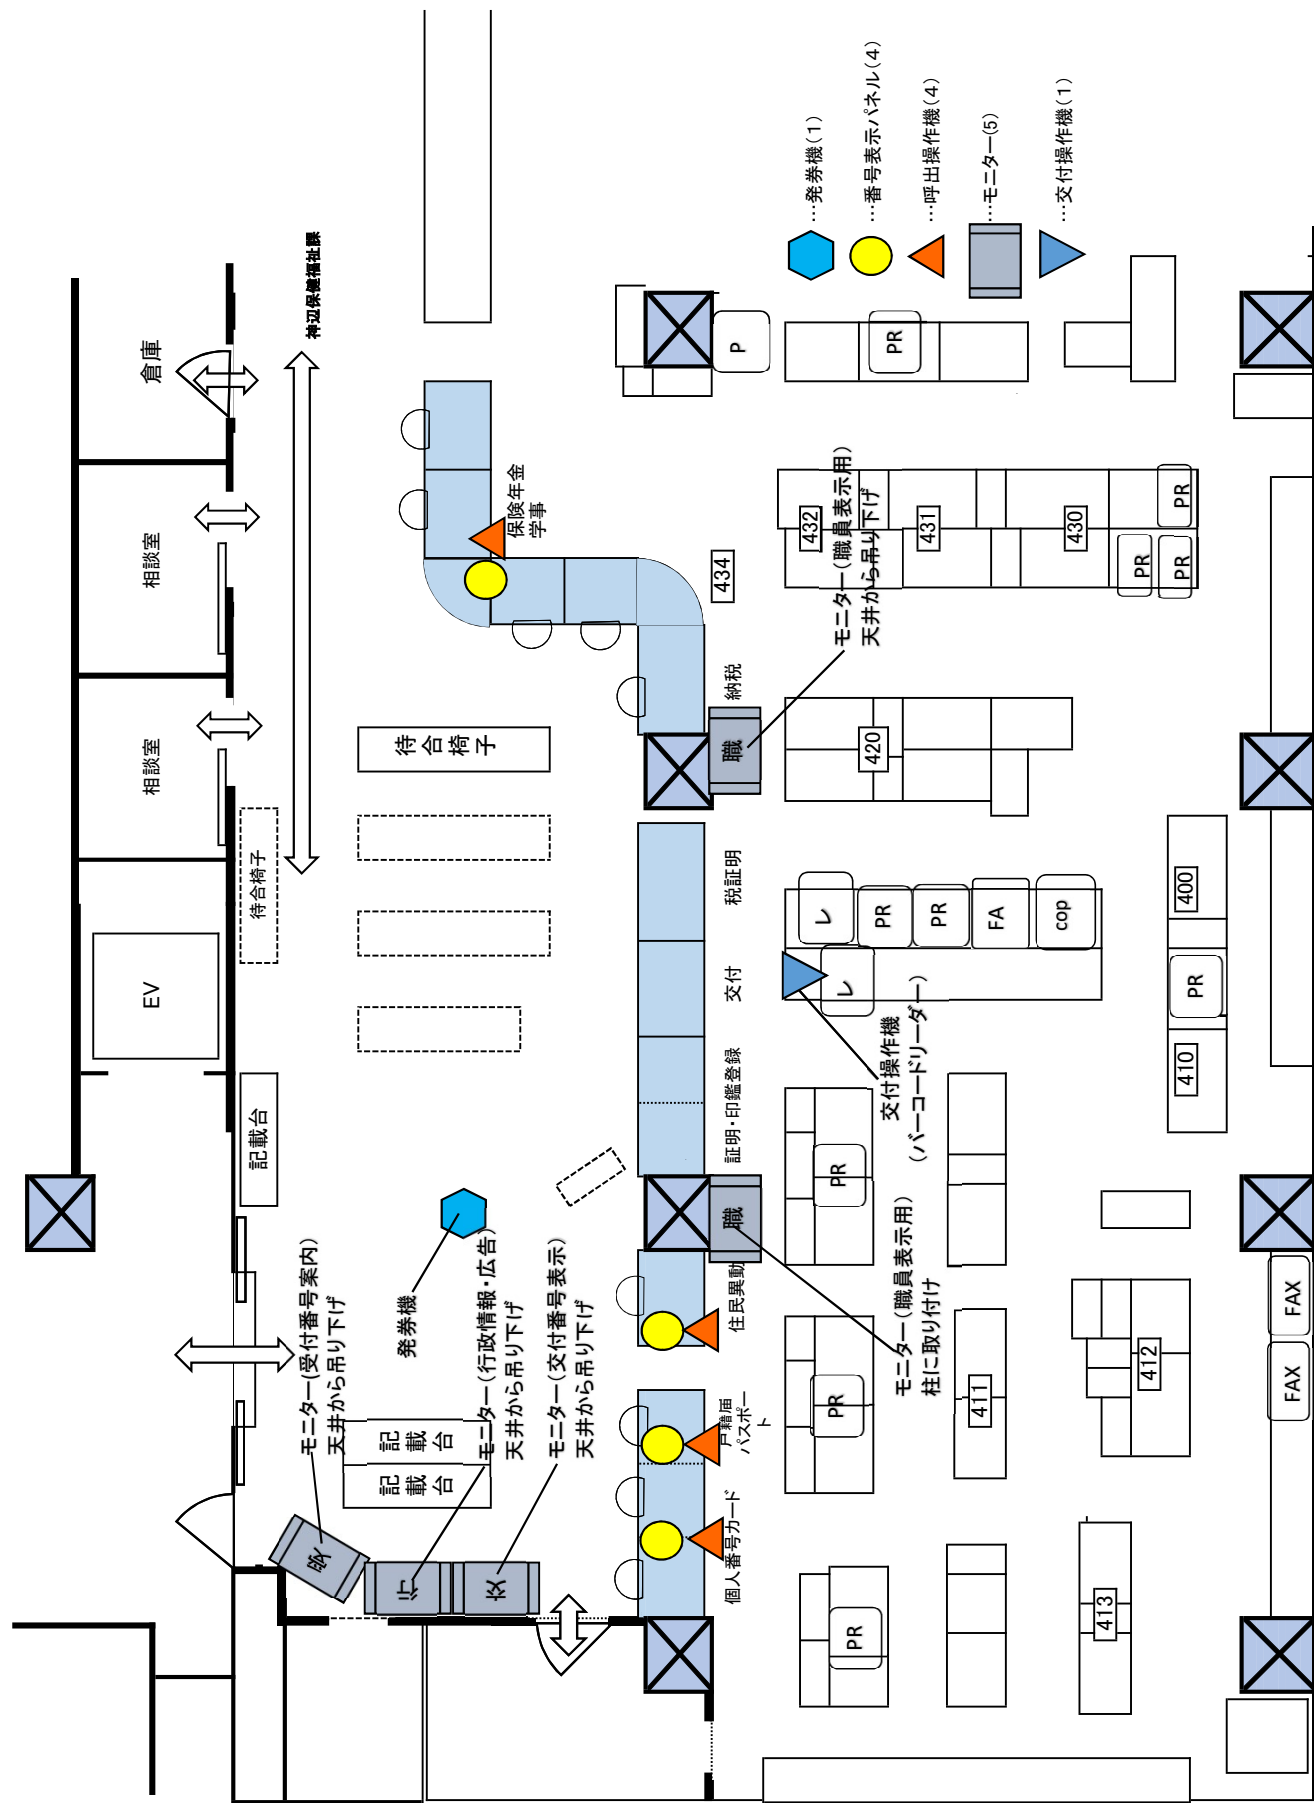 EV
相談室
相談室
倉庫
記載台
待合椅子
神辺保健福祉課
モニター(受付番号案内)
天井から吊り下げ
発券機
記載台
記載台
待合椅子
行
モニター(行政情報・広告)
天井から吊り下げ
交
モニター(交付番号表示)
天井から吊り下げ
保険年金
学事
個人番号カード
戸籍届
パスポー
ト
住民異動
証明・印鑑登録
交付
税証明
納税
434
職
職
P
モニター(職員表示用)
天井から吊り下げ
モニター(職員表示用)
柱に取り付け
交付操作機
(バーコードリーダー)
…発券機(1)
…番号表示パネル(4)
…呼出操作機(4)
…モニター(5)
…交付操作機(1)
PR
PR
PR
レ
レ
PR
PR
FA
cop
420
432
431
430
PR
PR
PR
PR
411
413
412
410
PR
400
FAX
FAX